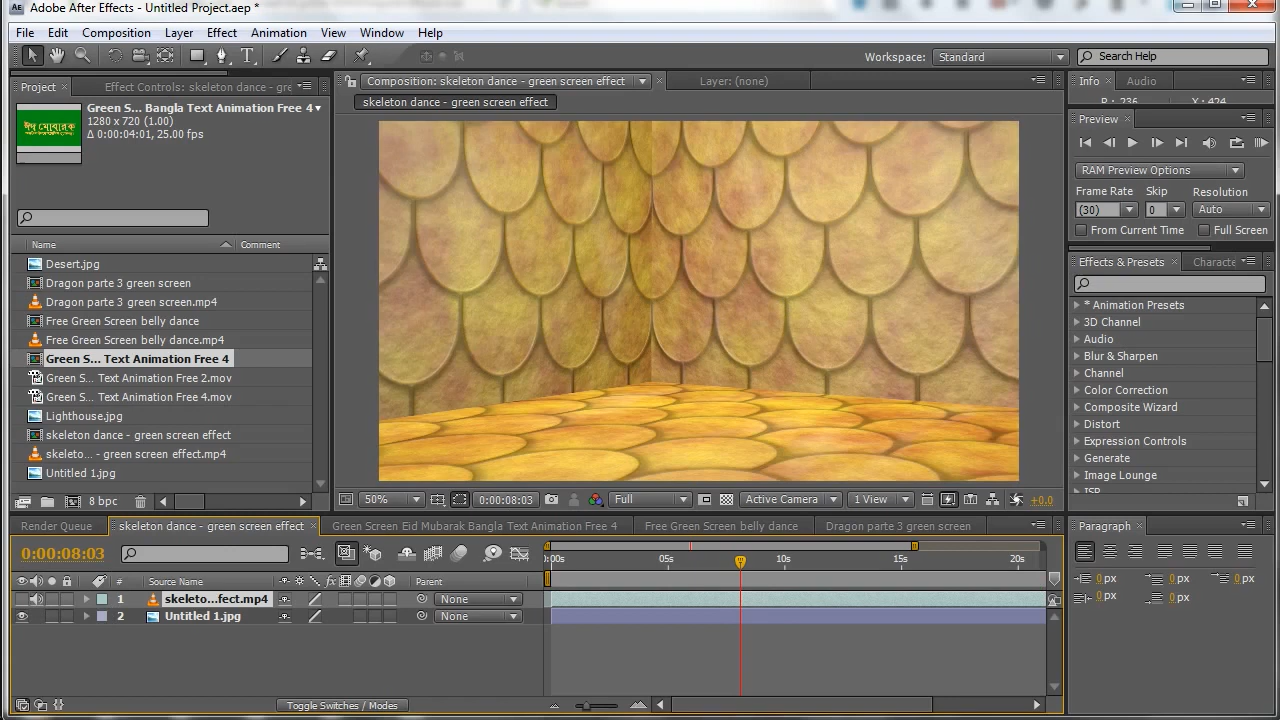 Adobe After Effects - Untitled Project.aep *
File Edit Composition Layer Effect Animation View Window Help
Workspace: Standard Search Help
Project Effect Controls: skeleton dance - gre
Composition: skeleton dance - green screen effect Layer: (none)
Info Audio
skeleton dance - green screen effect
R : 236 Y : 424
Green S... Bangla Text Animation Free 4
1280 x 720 (1.00)
Δ 0:00:04:01, 25.00 fps
ঈদ মোবারক
Preview
RAM Preview Options
Frame Rate Skip Resolution
(30) 0 Auto
From Current Time Full Screen
Name Comment
Desert.jpg
Dragon parte 3 green screen
Dragon parte 3 green screen.mp4
Free Green Screen belly dance
Free Green Screen belly dance.mp4
Green S... Text Animation Free 4
Green S... Text Animation Free 2.mov
Green S... Text Animation Free 4.mov
Lighthouse.jpg
skeleton dance - green screen effect
skeleto... - green screen effect.mp4
Untitled 1.jpg
8 bpc
Effects & Presets Characte
* Animation Presets
3D Channel
Audio
Blur & Sharpen
Channel
Color Correction
Composite Wizard
Distort
Expression Controls
Generate
Image Lounge
ISP
50% 0:00:08:03 Full Active Camera 1 View +0.0
Render Queue skeleton dance - green screen effect Green Screen Eid Mubarak Bangla Text Animation Free 4 Free Green Screen belly dance Dragon parte 3 green screen
Paragraph
0:00:08:03
:00s 05s 10s 15s 20s
# Source Name Parent
1 skeleto...fect.mp4 None
2 Untitled 1.jpg None
Toggle Switches / Modes
0 px 0 px 0 px
0 px 0 px